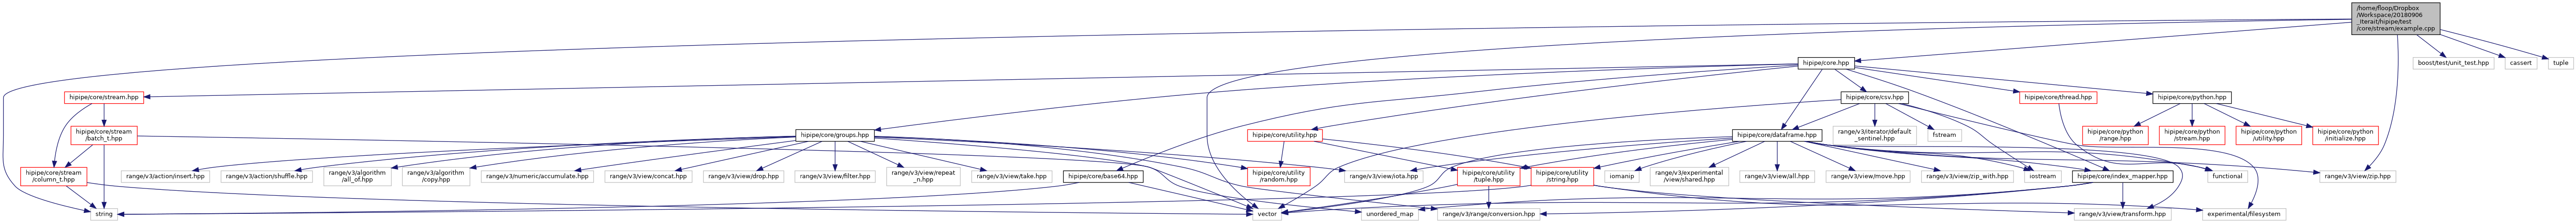 /home/floop/Dropbox
/Workspace/20180906
_Iterait/hipipe/test
/core/stream/example.cpp
hipipe/core.hpp
boost/test/unit_test.hpp
cassert
tuple
hipipe/core/stream.hpp
hipipe/core/csv.hpp
hipipe/core/thread.hpp
hipipe/core/python.hpp
hipipe/core/stream
/batch_t.hpp
hipipe/core/groups.hpp
hipipe/core/utility.hpp
hipipe/core/dataframe.hpp
range/v3/iterator/default
_sentinel.hpp
fstream
hipipe/core/python
/range.hpp
hipipe/core/python
/stream.hpp
hipipe/core/python
/utility.hpp
hipipe/core/python
/initialize.hpp
hipipe/core/stream
/column_t.hpp
range/v3/action/insert.hpp
range/v3/action/shuffle.hpp
range/v3/algorithm
/all_of.hpp
range/v3/algorithm
/copy.hpp
range/v3/numeric/accumulate.hpp
range/v3/view/concat.hpp
range/v3/view/drop.hpp
range/v3/view/filter.hpp
range/v3/view/repeat
_n.hpp
range/v3/view/take.hpp
hipipe/core/base64.hpp
hipipe/core/utility
/random.hpp
range/v3/view/iota.hpp
hipipe/core/utility
/tuple.hpp
hipipe/core/utility
/string.hpp
iomanip
range/v3/experimental
/view/shared.hpp
range/v3/view/all.hpp
range/v3/view/move.hpp
range/v3/view/zip_with.hpp
iostream
hipipe/core/index_mapper.hpp
functional
range/v3/view/zip.hpp
string
vector
unordered_map
range/v3/range/conversion.hpp
range/v3/view/transform.hpp
experimental/filesystem